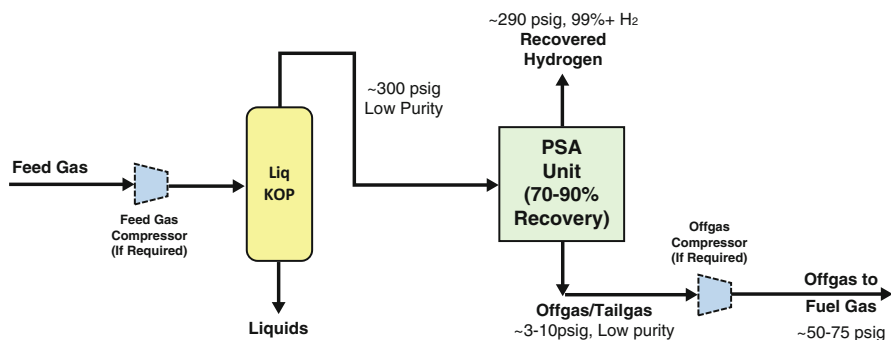 ~290 psig, 99%+ H₂
Recovered
Hydrogen
~300 psig
Low Purity
Feed Gas
Liq
KOP
PSA
Unit
(70-90%
Recovery)
Feed Gas
Compressor
(If Required)
Offgas
Compressor
(If Required)
Offgas to
Fuel Gas
Liquids
Offgas/Tailgas
~3-10psig, Low purity
~50-75 psig